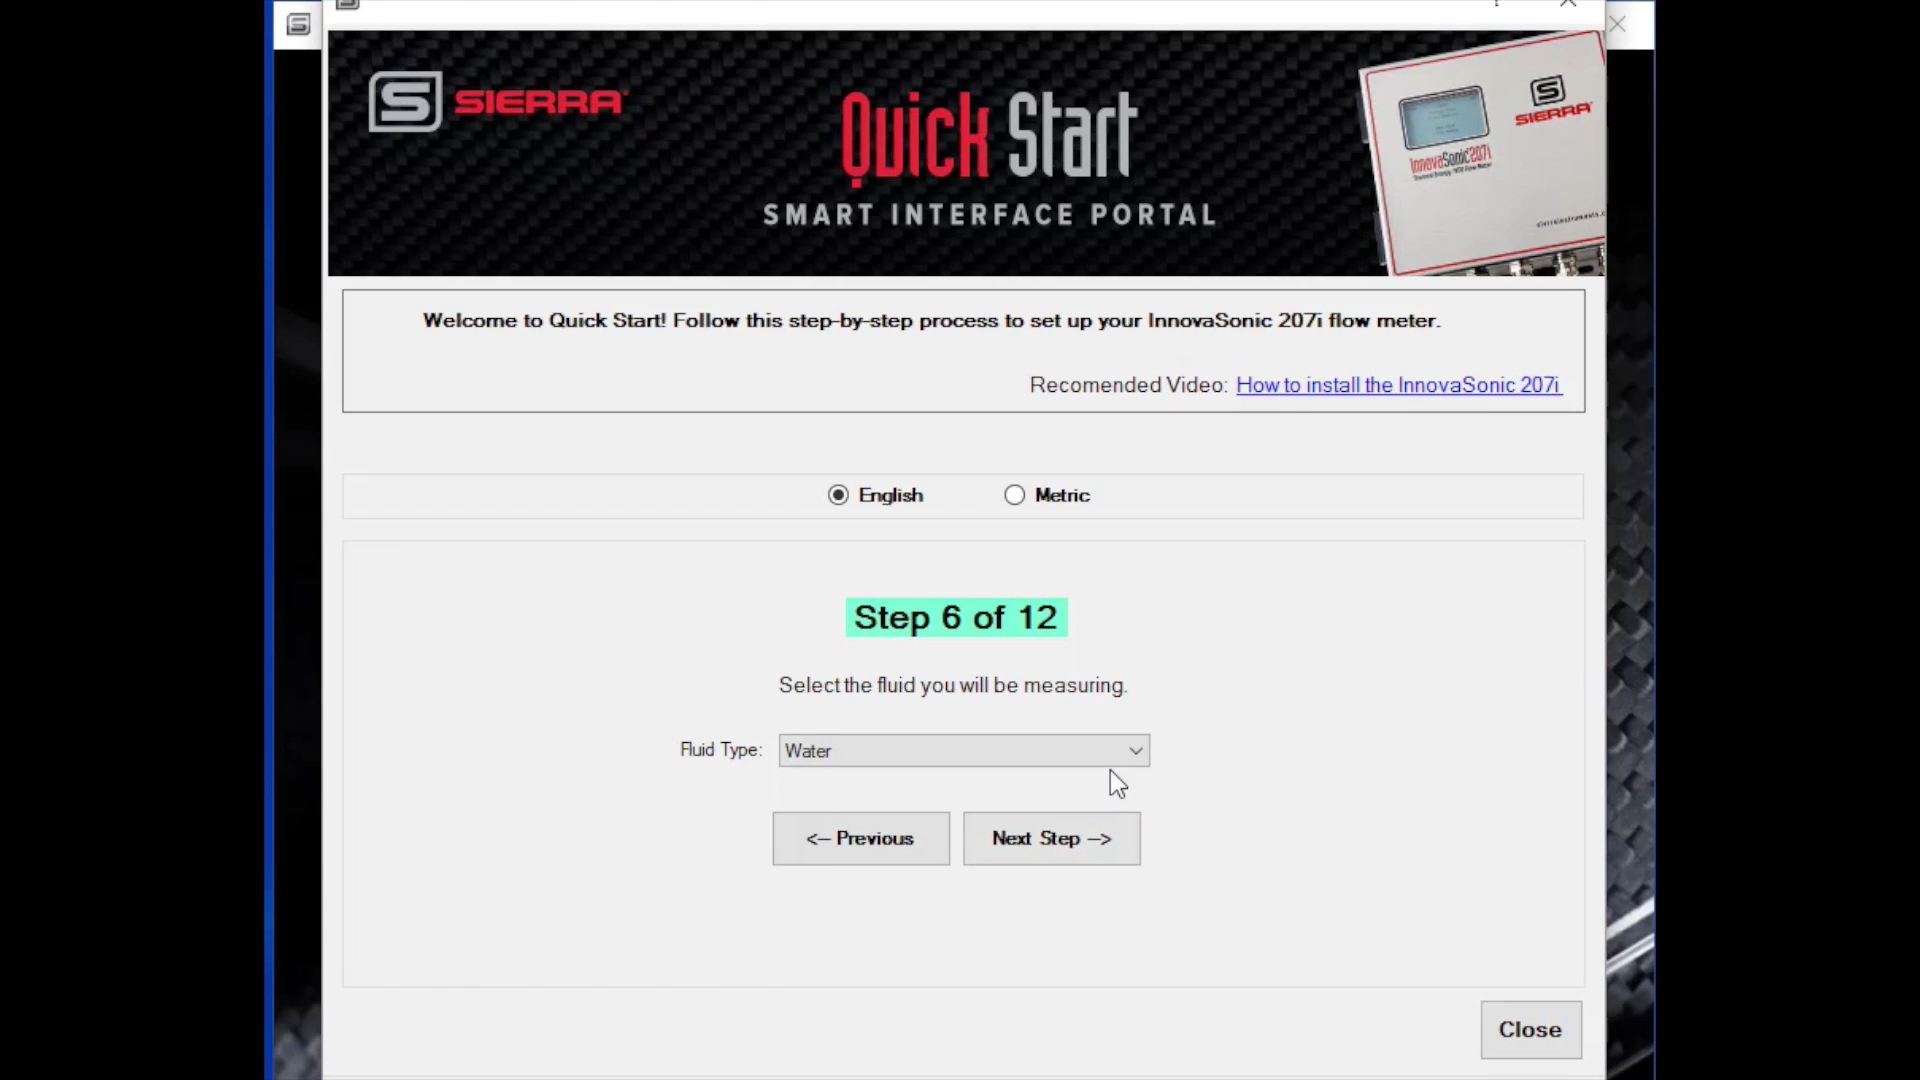 SIERRA
Quick Start
SMART INTERFACE PORTAL
SIERRA
InnovaSonic 207i
Welcome to Quick Start! Follow this step-by-step process to set up your InnovaSonic 207i flow meter.
Recomended Video: How to install the InnovaSonic 207i
English
Metric
Step 6 of 12
Select the fluid you will be measuring.
Fluid Type: Water
<-- Previous
Next Step -->
Close